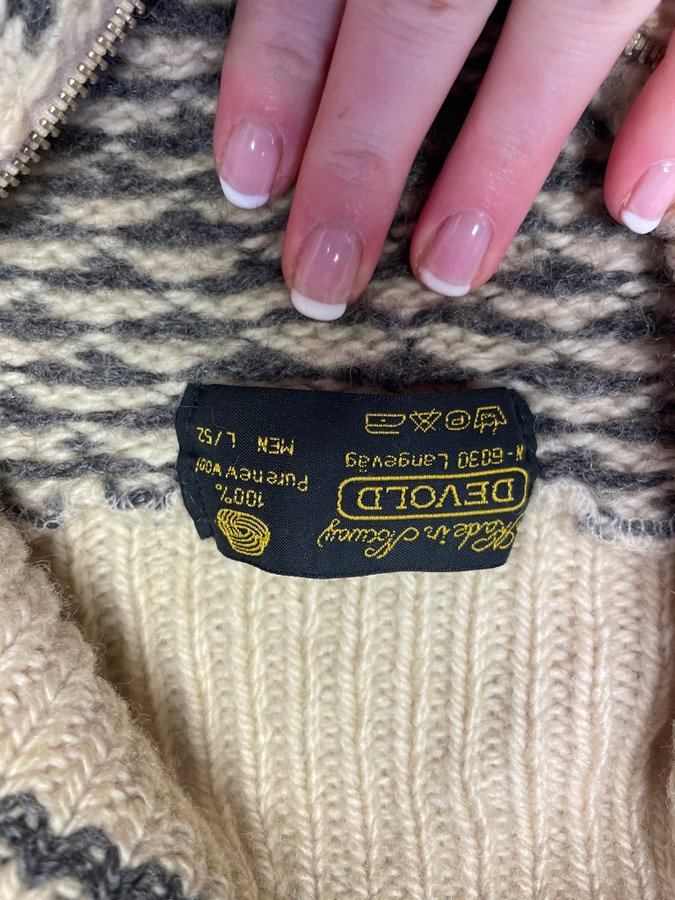 Made in Norway
DEVOLD
N-6030 Langevåg
100%
Pure new wool
MEN L/52